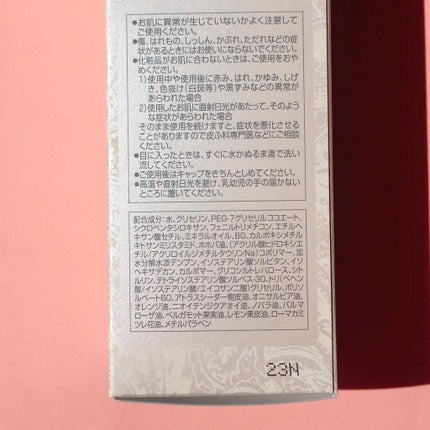 ●お肌に異常が生じていないかよく注意して
ご使用ください。
●傷、はれもの、しっしん、かぶれ、ただれなどの症
状があるときにはお使いにならないでください。
●化粧品がお肌に合わないときは、ご使用をおや
めください。
1)使用中や使用後に赤み、はれ、かゆみ、しげ
き、色抜け(白斑等)や黒ずみなどの異常が
あらわれた場合
2)使用したお肌に直射日光があたって、そのよう
な症状があらわれた場合
そのまま使用を続けますと、症状を悪化させるこ
とがありますので皮ふ科専門医などにご相談
ください。
●目に入ったときは、すぐに水かぬるま湯で洗い
流してください。
●ご使用後はキャップをきちんとしめてください。
●高温や直射日光を避け、乳幼児の手の届かない
ところに置いてください。
配合成分:水、グリセリン、PEG-7グリセリルココエート、
シクロペンタシロキサン、フェニルトリメチコン、エチルヘ
キサン酸セチル、ミネラルオイル、BG、カルボキシメチル
キトサンミリスタミド、ホホバ油、(アクリル酸ヒドロキシエ
チル/アクリロイルジメチルタウリンNa)コポリマー、加
水分解水添デンプン、イソステアリン酸ソルビタン、イソ
ヘキサデカン、カルボマー、グリコシルトレハロース、シト
ルリン、テトライソステアリン酸ソルベス-30、トリ(ベヘン
酸/イソステアリン酸/エイコサン二酸)グリセリル、ポリソ
ルベート60、アトラスシーダー樹皮油、オニサルビア油、
オレンジ油、ニオイテンジクアオイ油、ノバラ油、パルマ
ローザ油、ベルガモット果実油、レモン果皮油、ローマカミ
ツレ花油、メチルパラベン
23N